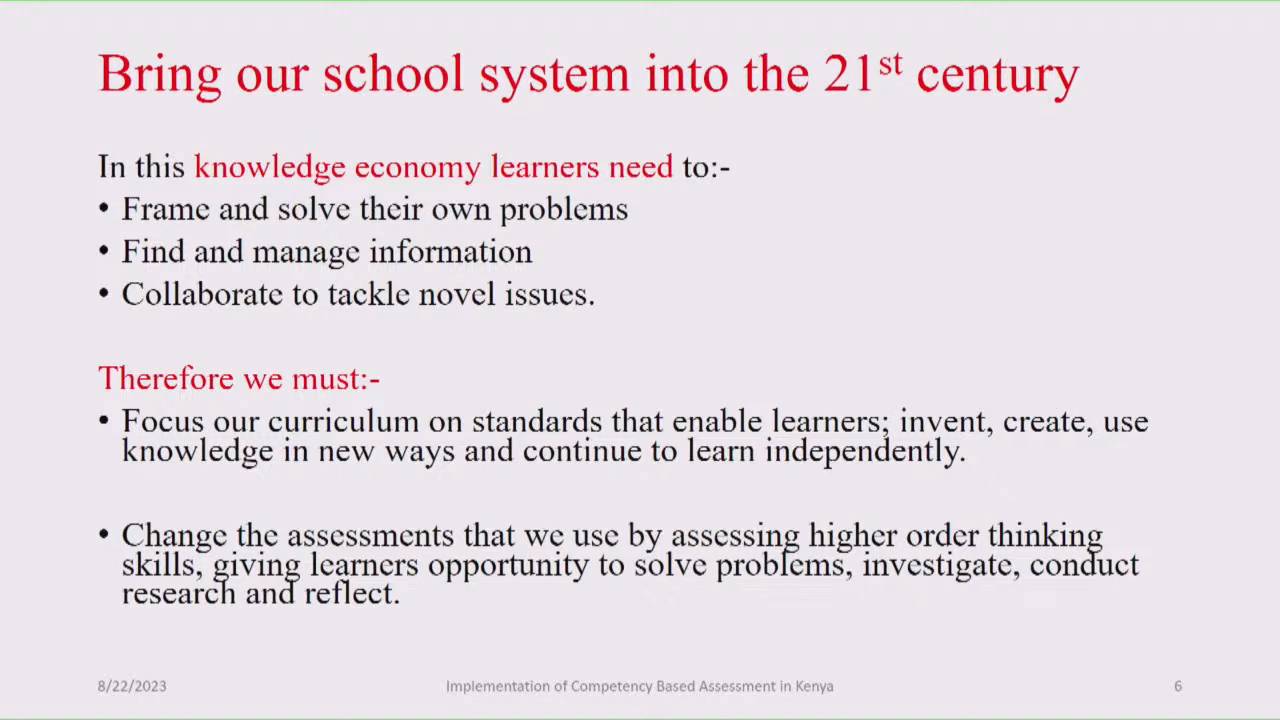 Bring our school system into the 21st century
In this knowledge economy learners need to:-
• Frame and solve their own problems
• Find and manage information
• Collaborate to tackle novel issues.
Therefore we must:-
• Focus our curriculum on standards that enable learners; invent, create, use
knowledge in new ways and continue to learn independently.
• Change the assessments that we use by assessing higher order thinking
skills, giving learners opportunity to solve problems, investigate, conduct
research and reflect.
8/22/2023 Implementation of Competency Based Assessment in Kenya 6